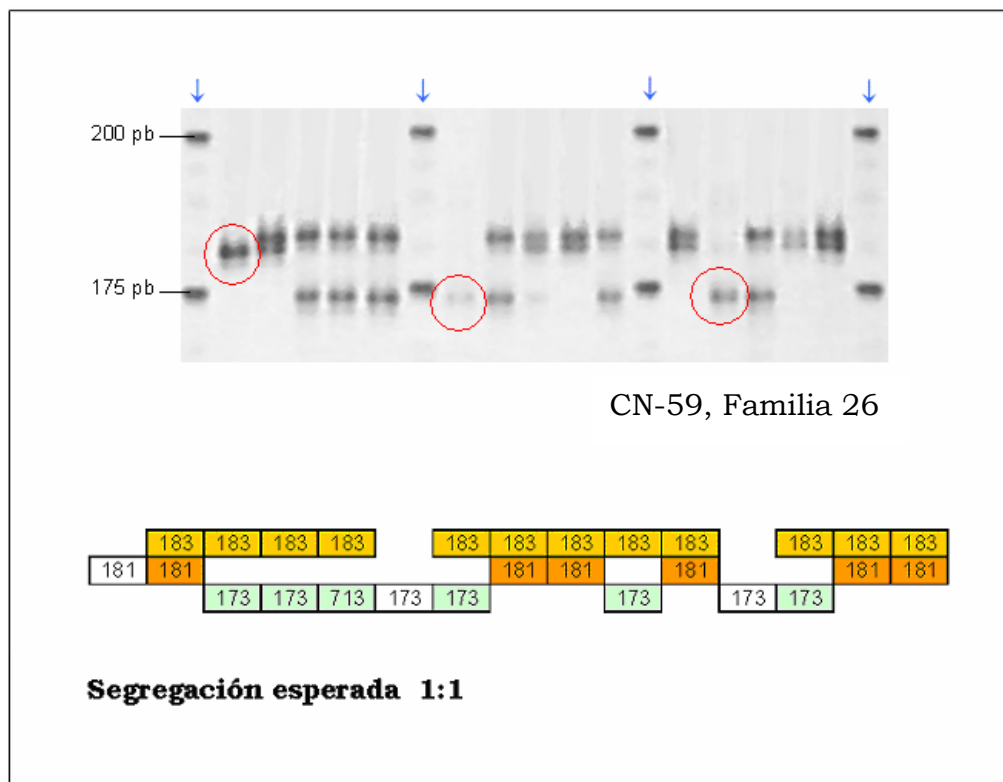 200 pb
175 pb
CN-59, Familia 26
183 183 183 183 183 183 183 183 183 183 183 183
181 181 181 181 181 181 181
173 173 713 173 173 173 173 173
Segregación esperada 1:1